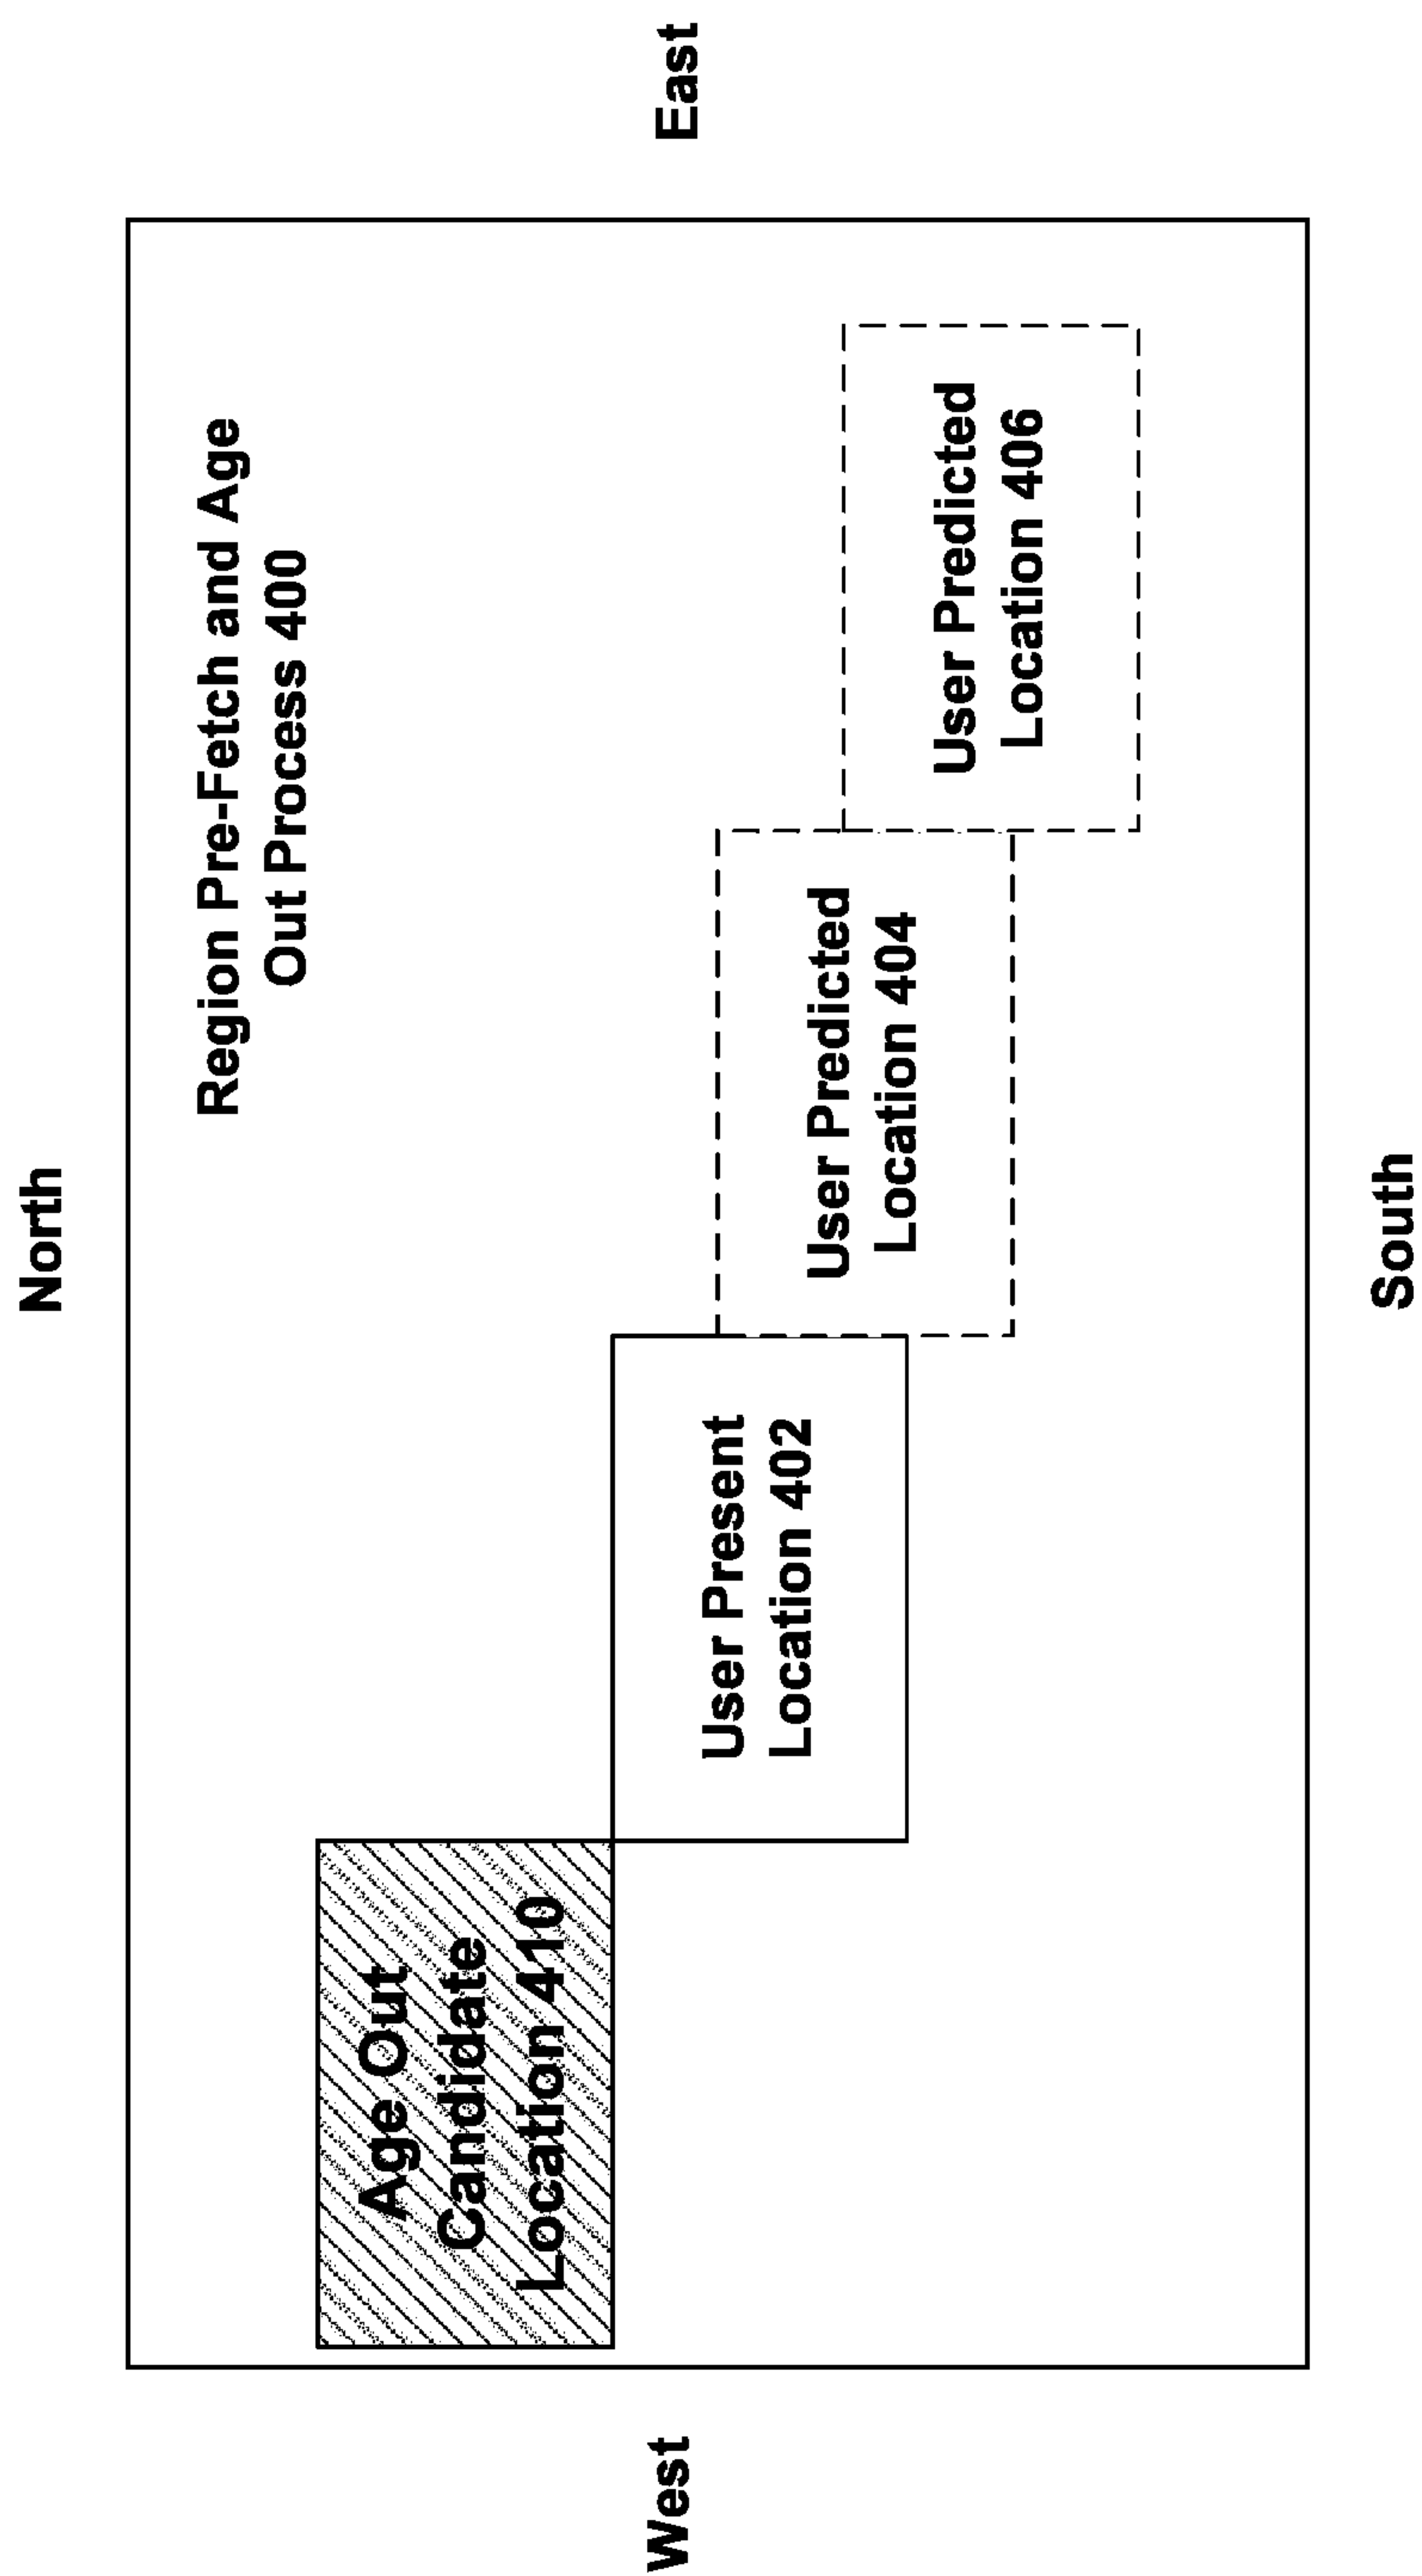 North
Region Pre-Fetch and Age
Out Process 400
Age Out
Candidate
Location 410
User Present
Location 402
User Predicted
Location 404
User Predicted
Location 406
West
East
South